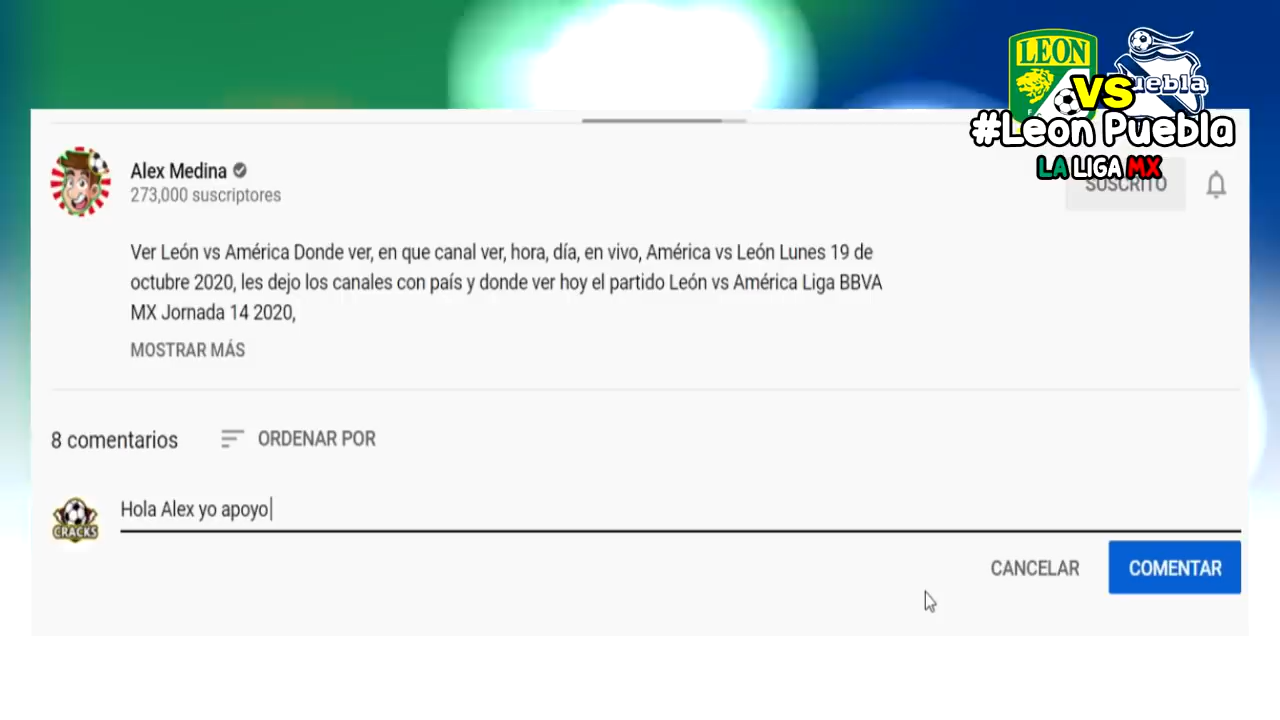 LEON
Puebla
VS
#Leon Puebla
LA LIGA MX
Alex Medina
273,000 suscriptores
SUSCRITO
Ver León vs América Donde ver, en que canal ver, hora, día, en vivo, América vs León Lunes 19 de
octubre 2020, les dejo los canales con país y donde ver hoy el partido León vs América Liga BBVA
MX Jornada 14 2020,
MOSTRAR MÁS
8 comentarios
ORDENAR POR
CRACKS
Hola Alex yo apoyo
CANCELAR
COMENTAR